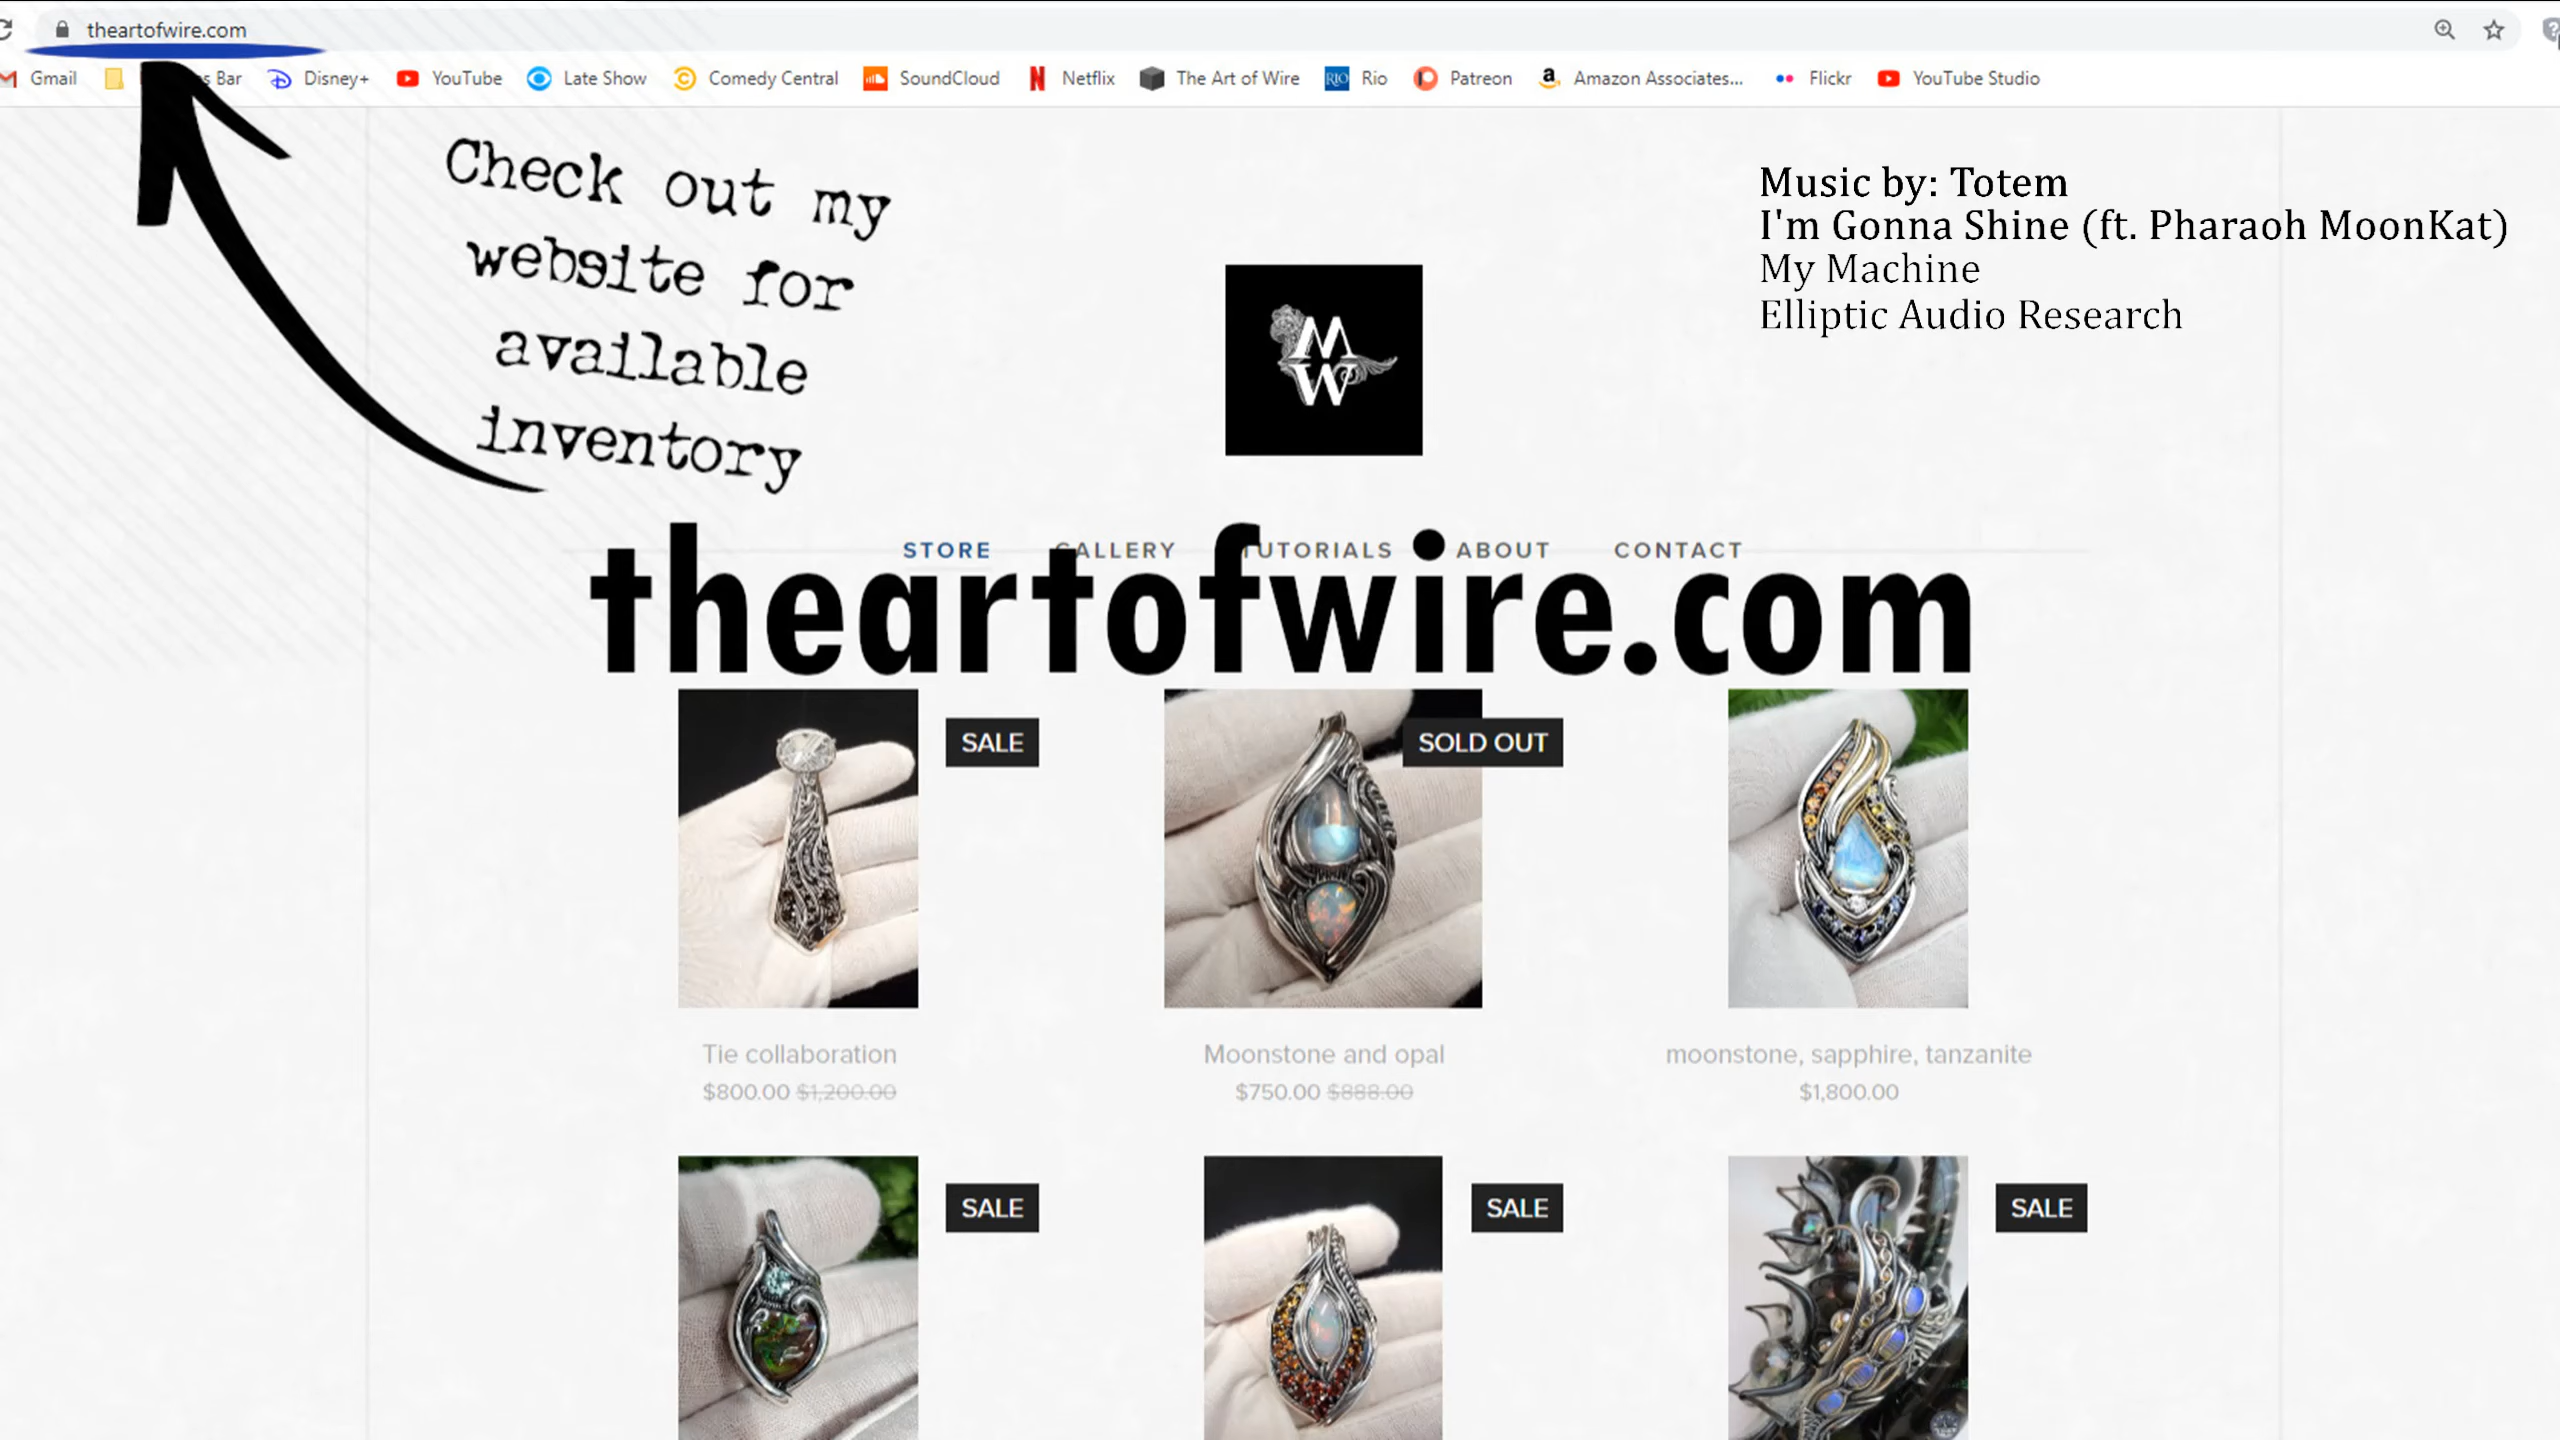 theartofwire.com
Gmail s Bar Disney+ YouTube Late Show Comedy Central SoundCloud Netflix The Art of Wire Rio Patreon Amazon Associates... Flickr YouTube Studio
Check out my
website for
available
inventory
Music by: Totem
I'm Gonna Shine (ft. Pharaoh MoonKat)
My Machine
Elliptic Audio Research
M
W
STORE GALLERY TUTORIALS ABOUT CONTACT
theartofwire.com
SALE
SOLD OUT
Tie collaboration
$800.00 $1,200.00
Moonstone and opal
$750.00 $888.00
moonstone, sapphire, tanzanite
$1,800.00
SALE
SALE
SALE